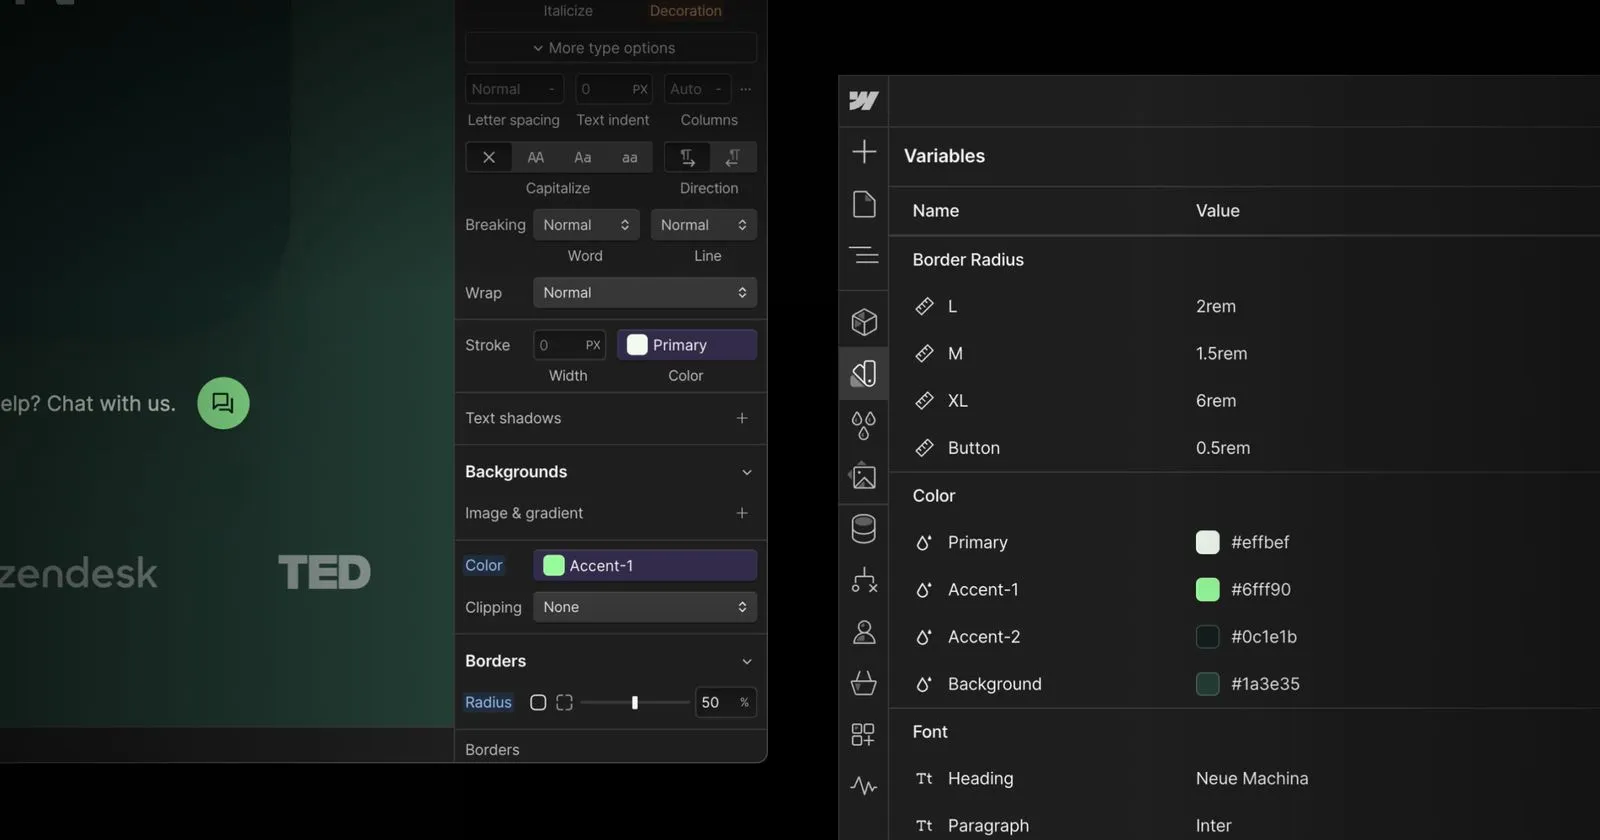 elp? Chat with us.
zendesk
TED
Italicize
Decoration
More type options
Normal -
0 PX
Auto -
Letter spacing
Text indent
Columns
AA Aa aa
Capitalize
Direction
Breaking
Normal
Normal
Word
Line
Wrap
Normal
Stroke
0 PX
Primary
Width
Color
Text shadows
Backgrounds
Image & gradient
Color
Accent-1
Clipping
None
Borders
Radius
50 %
Borders
Variables
Name Value
Border Radius
L 2rem
M 1.5rem
XL 6rem
Button 0.5rem
Color
Primary #effbef
Accent-1 #6fff90
Accent-2 #0c1e1b
Background #1a3e35
Font
Tt Heading Neue Machina
Tt Paragraph Inter